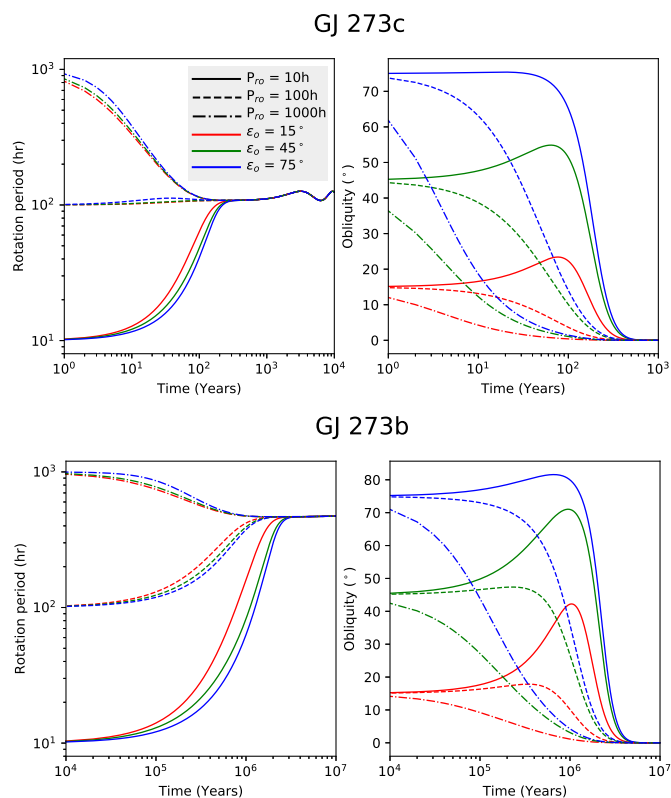 GJ 273c
Rotation period (hr)
10³
10²
10¹
P_ro = 10h
P_ro = 100h
P_ro = 1000h
ε_o = 15°
ε_o = 45°
ε_o = 75°
10⁰ 10¹ 10² 10³ 10⁴
Time (Years)
Obliquity (°)
70
60
50
40
30
20
10
0
10⁰ 10¹ 10² 10³
Time (Years)
GJ 273b
Rotation period (hr)
10³
10²
10¹
10⁴ 10⁵ 10⁶ 10⁷
Time (Years)
Obliquity (°)
80
70
60
50
40
30
20
10
0
10⁴ 10⁵ 10⁶ 10⁷
Time (Years)